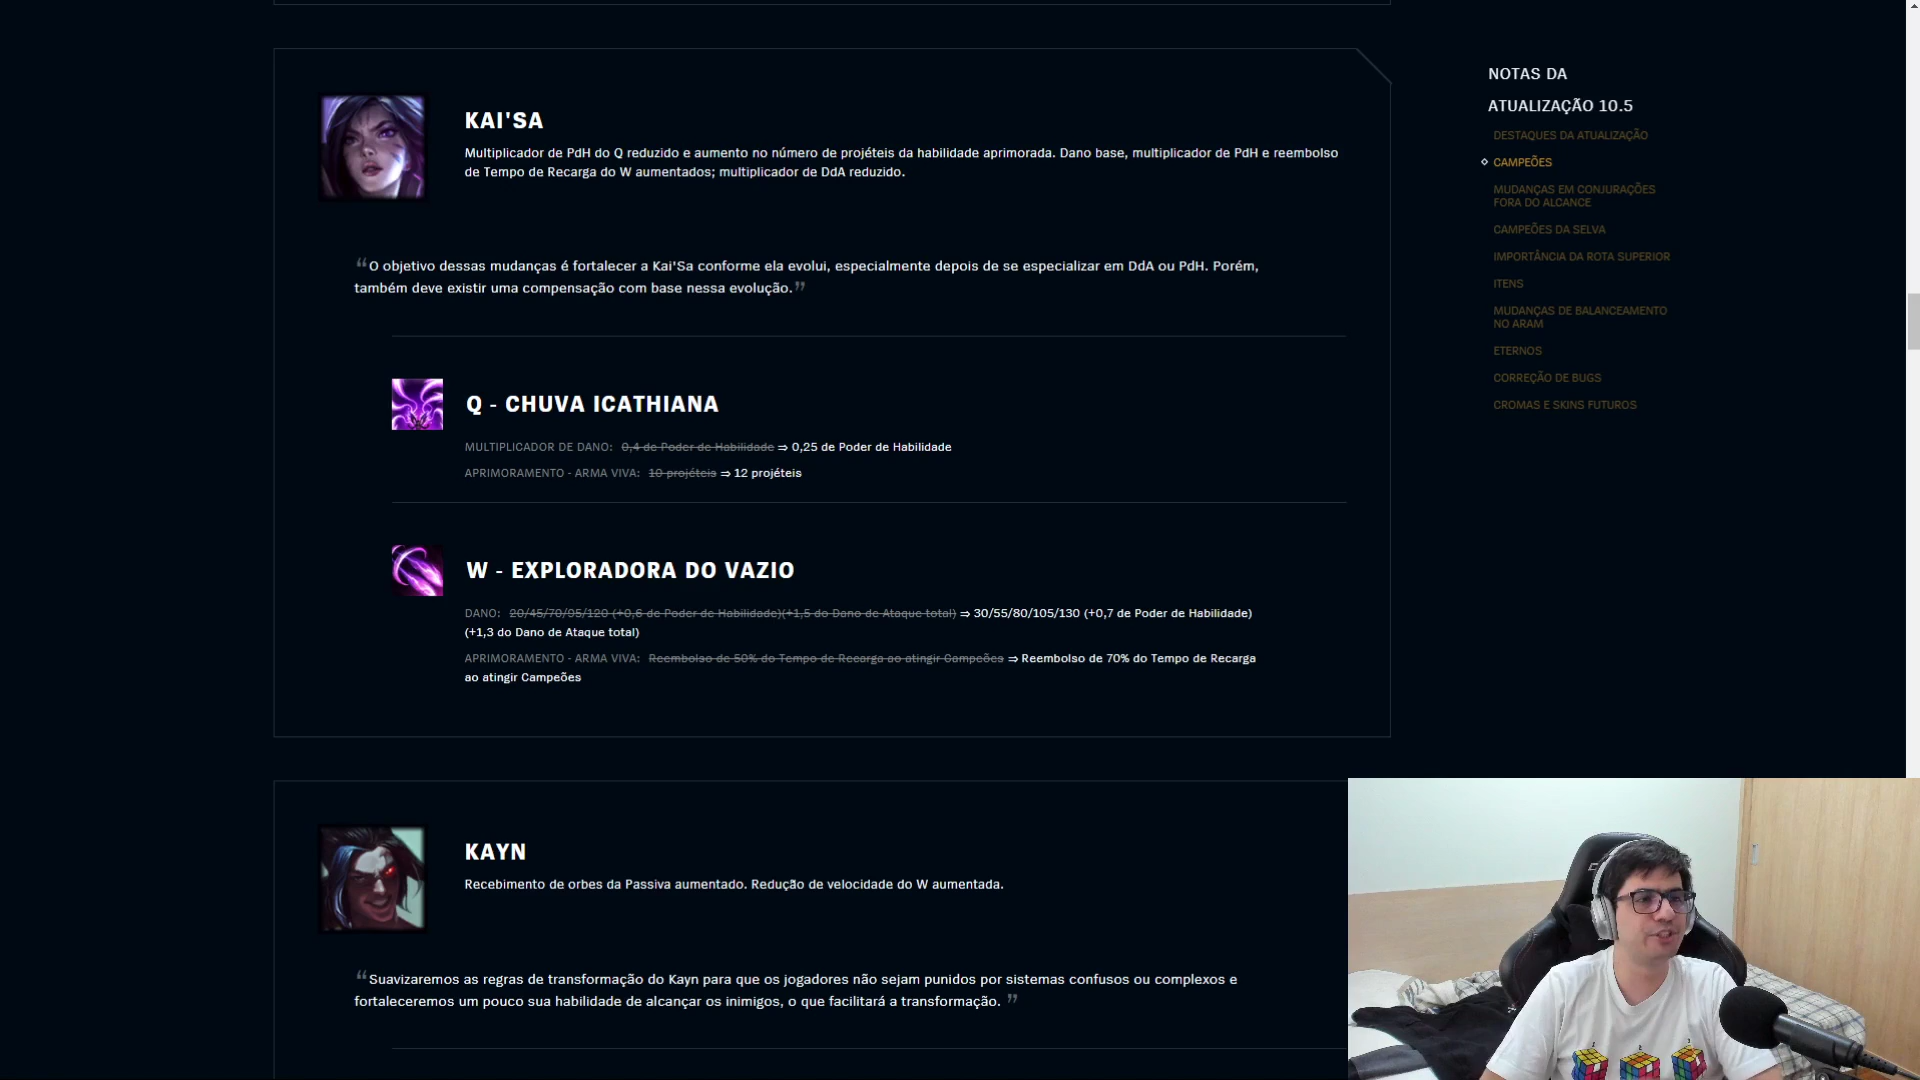 KAI'SA
Multiplicador de PdH do Q reduzido e aumento no número de projéteis da habilidade aprimorada. Dano base, multiplicador de PdH e reembolso
de Tempo de Recarga do W aumentados; multiplicador de DdA reduzido.
“O objetivo dessas mudanças é fortalecer a Kai'Sa conforme ela evolui, especialmente depois de se especializar em DdA ou PdH. Porém,
também deve existir uma compensação com base nessa evolução.”
Q - CHUVA ICATHIANA
MULTIPLICADOR DE DANO: 0,4 de Poder de Habilidade ⇒ 0,25 de Poder de Habilidade
APRIMORAMENTO - ARMA VIVA: 10 projéteis ⇒ 12 projéteis
W - EXPLORADORA DO VAZIO
DANO: 20/45/70/95/120 (+0,6 de Poder de Habilidade)(+1,5 do Dano de Ataque total) ⇒ 30/55/80/105/130 (+0,7 de Poder de Habilidade)
(+1,3 do Dano de Ataque total)
APRIMORAMENTO - ARMA VIVA: Reembolso de 50% do Tempo de Recarga ao atingir Campeões ⇒ Reembolso de 70% do Tempo de Recarga
ao atingir Campeões
KAYN
Recebimento de orbes da Passiva aumentado. Redução de velocidade do W aumentada.
“Suavizaremos as regras de transformação do Kayn para que os jogadores não sejam punidos por sistemas confusos ou complexos e
fortaleceremos um pouco sua habilidade de alcançar os inimigos, o que facilitará a transformação. ”
NOTAS DA
ATUALIZAÇÃO 10.5
DESTAQUES DA ATUALIZAÇÃO
CAMPEÕES
MUDANÇAS EM CONJURAÇÕES
FORA DO ALCANCE
CAMPEÕES DA SELVA
IMPORTÂNCIA DA ROTA SUPERIOR
ITENS
MUDANÇAS DE BALANCEAMENTO
NO ARAM
ETERNOS
CORREÇÃO DE BUGS
CROMAS E SKINS FUTUROS